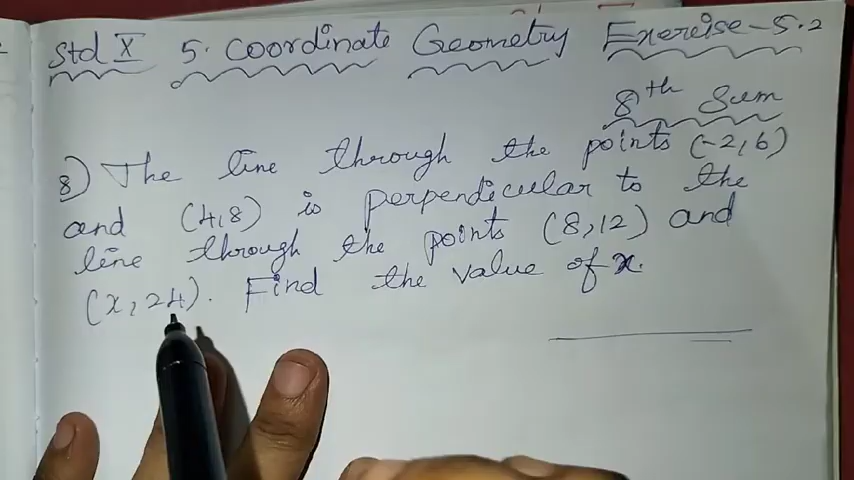 Std X 5. Coordinate Geometry Exercise-5.2
8th Sum
8) The line through the points (-2,6)
and (4,8) is perpendicular to the
line through the points (8,12) and
(x,24). Find the value of x.